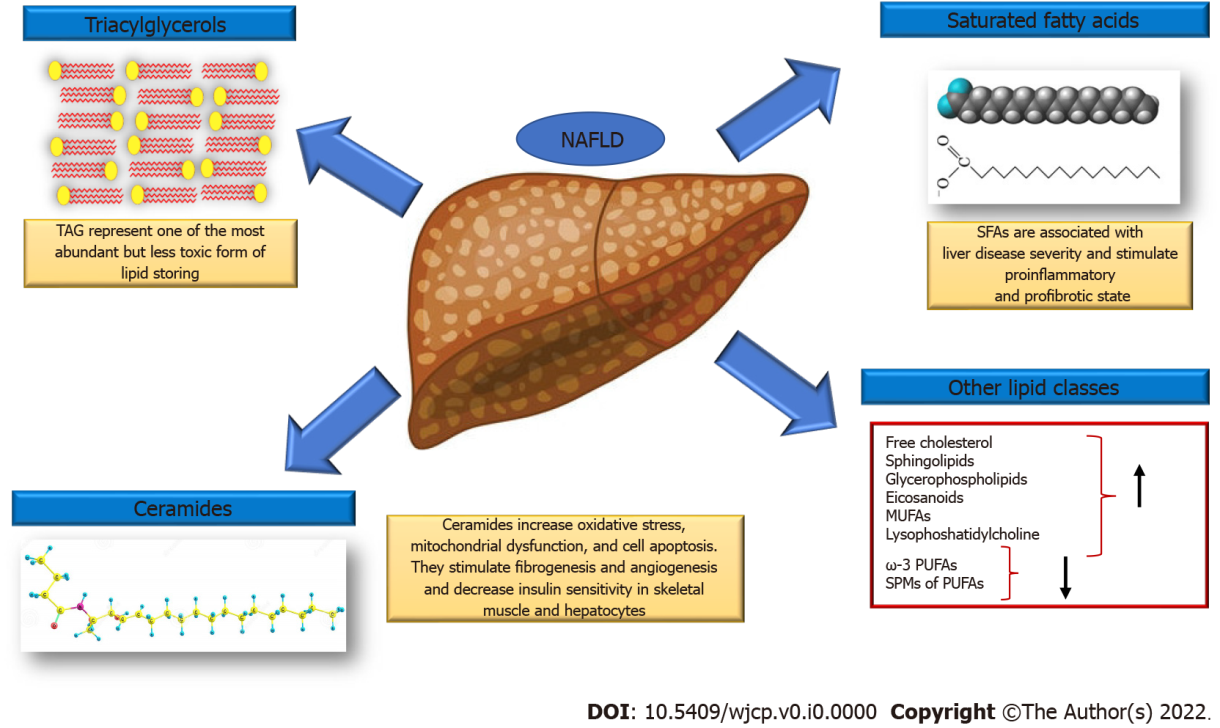 Triacylglycerols
TAG represent one of the most
abundant but less toxic form of
lipid storing
NAFLD
Saturated fatty acids
O
C
O
-
SFAs are associated with
liver disease severity and stimulate
proinflammatory
and profibrotic state
Ceramides
Ceramides increase oxidative stress,
mitochondrial dysfunction, and cell apoptosis.
They stimulate fibrogenesis and angiogenesis
and decrease insulin sensitivity in skeletal
muscle and hepatocytes
Other lipid classes
Free cholesterol
Sphingolipids
Glycerophospholipids
Eicosanoids
MUFAs
Lysophoshatidylcholine
ω-3 PUFAs
SPMs of PUFAs
DOI: 10.5409/wjcp.v0.i0.0000 Copyright ©The Author(s) 2022.